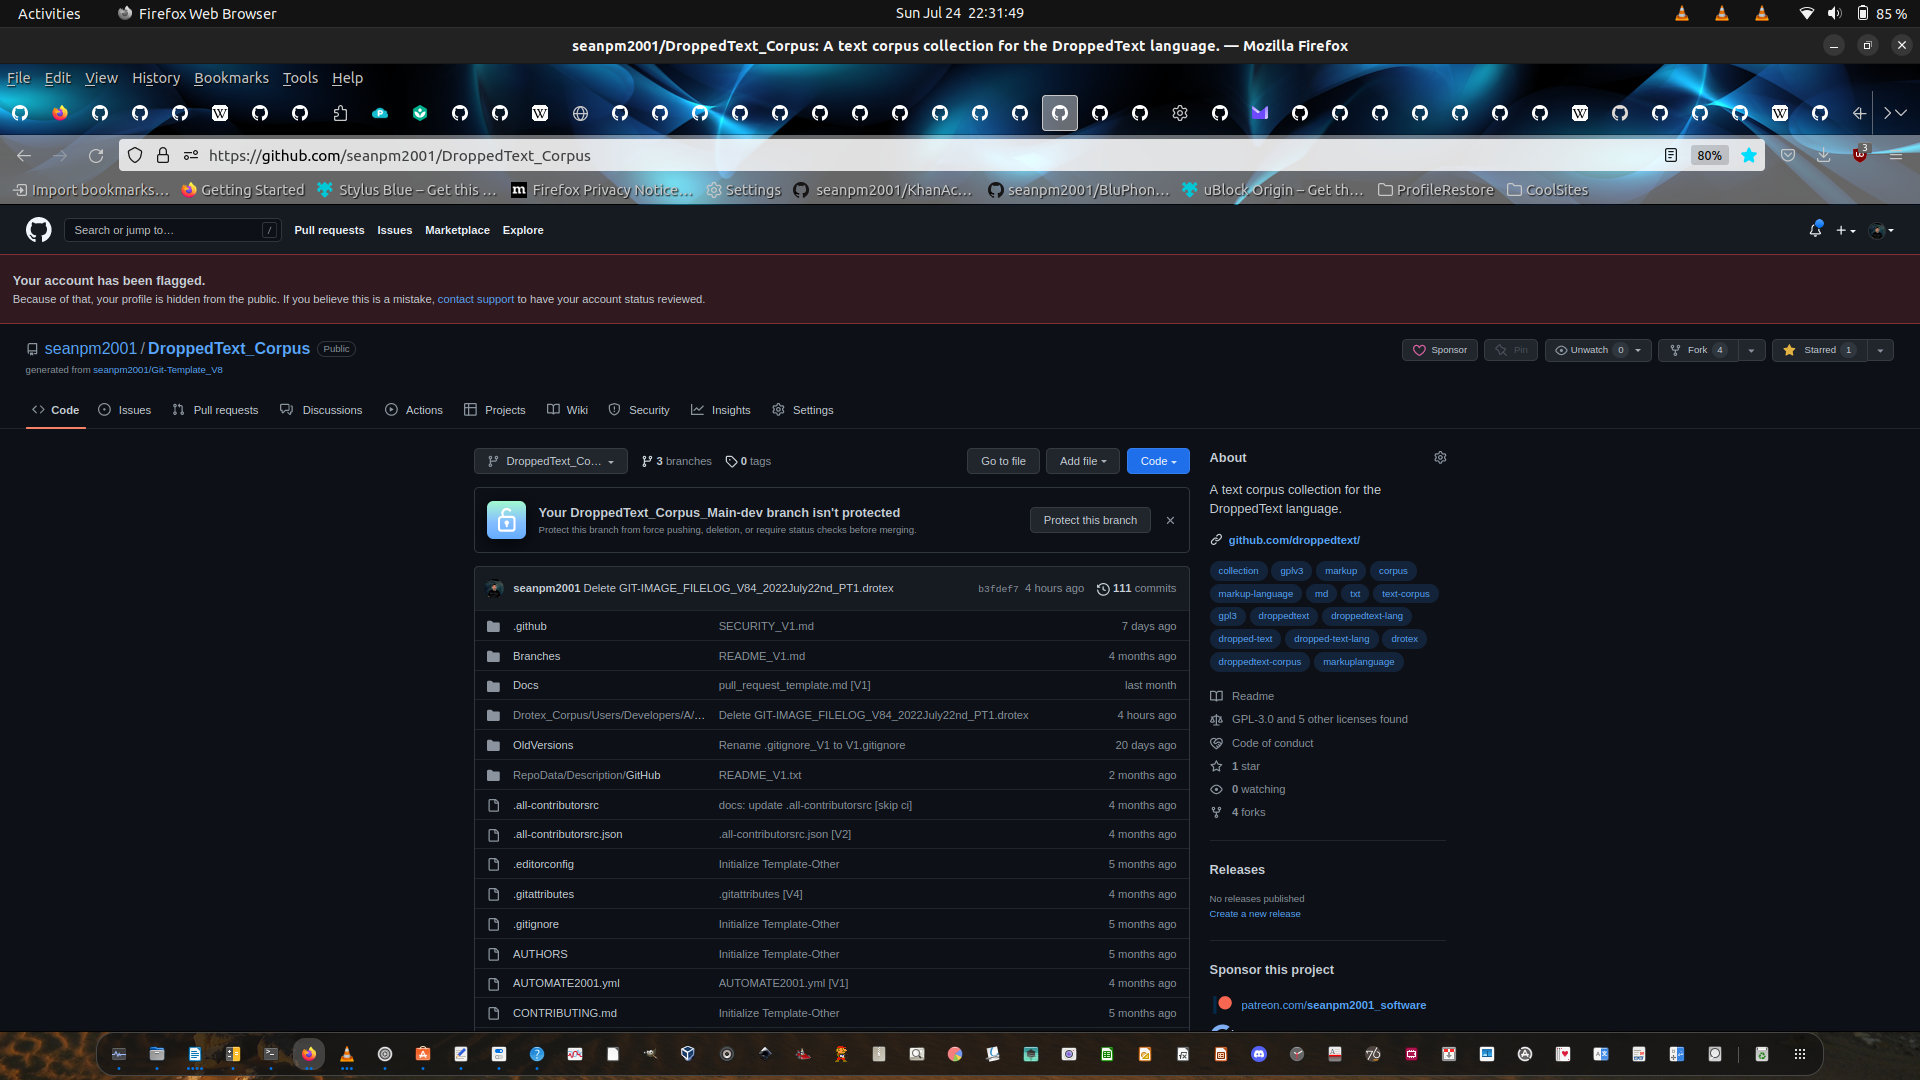 Activities
Firefox Web Browser
Sun Jul 24 22:31:49
85 %
seanpm2001/DroppedText_Corpus: A text corpus collection for the DroppedText language. — Mozilla Firefox
File Edit View History Bookmarks Tools Help
https://github.com/seanpm2001/DroppedText_Corpus
80%
3
Import bookmarks... Getting Started Stylus Blue – Get this ... Firefox Privacy Notice... Settings seanpm2001/KhanAc... seanpm2001/BluPhon... uBlock Origin – Get th... ProfileRestore CoolSites
Search or jump to... /
Pull requests Issues Marketplace Explore
Your account has been flagged.
Because of that, your profile is hidden from the public. If you believe this is a mistake, contact support to have your account status reviewed.
seanpm2001 / DroppedText_Corpus Public
generated from seanpm2001/Git-Template_V8
Sponsor Pin Unwatch 0 Fork 4 Starred 1
Code Issues Pull requests Discussions Actions Projects Wiki Security Insights Settings
DroppedText_Co... 3 branches 0 tags
Go to file Add file Code
Your DroppedText_Corpus_Main-dev branch isn't protected
Protect this branch from force pushing, deletion, or require status checks before merging.
Protect this branch
seanpm2001 Delete GIT-IMAGE_FILELOG_V84_2022July22nd_PT1.drotex b3fdef7 4 hours ago 111 commits
.github SECURITY_V1.md 7 days ago
Branches README_V1.md 4 months ago
Docs pull_request_template.md [V1] last month
Drotex_Corpus/Users/Developers/A/... Delete GIT-IMAGE_FILELOG_V84_2022July22nd_PT1.drotex 4 hours ago
OldVersions Rename .gitignore_V1 to V1.gitignore 20 days ago
RepoData/Description/GitHub README_V1.txt 2 months ago
.all-contributorsrc docs: update .all-contributorsrc [skip ci] 4 months ago
.all-contributorsrc.json .all-contributorsrc.json [V2] 4 months ago
.editorconfig Initialize Template-Other 5 months ago
.gitattributes .gitattributes [V4] 4 months ago
.gitignore Initialize Template-Other 5 months ago
AUTHORS Initialize Template-Other 5 months ago
AUTOMATE2001.yml AUTOMATE2001.yml [V1] 4 months ago
CONTRIBUTING.md Initialize Template-Other 5 months ago
About
A text corpus collection for the
DroppedText language.
github.com/droppedtext/
collection gplv3 markup corpus
markup-language md txt text-corpus
gpl3 droppedtext droppedtext-lang
dropped-text dropped-text-lang drotex
droppedtext-corpus markuplanguage
Readme
GPL-3.0 and 5 other licenses found
Code of conduct
1 star
0 watching
4 forks
Releases
No releases published
Create a new release
Sponsor this project
patreon.com/seanpm2001_software